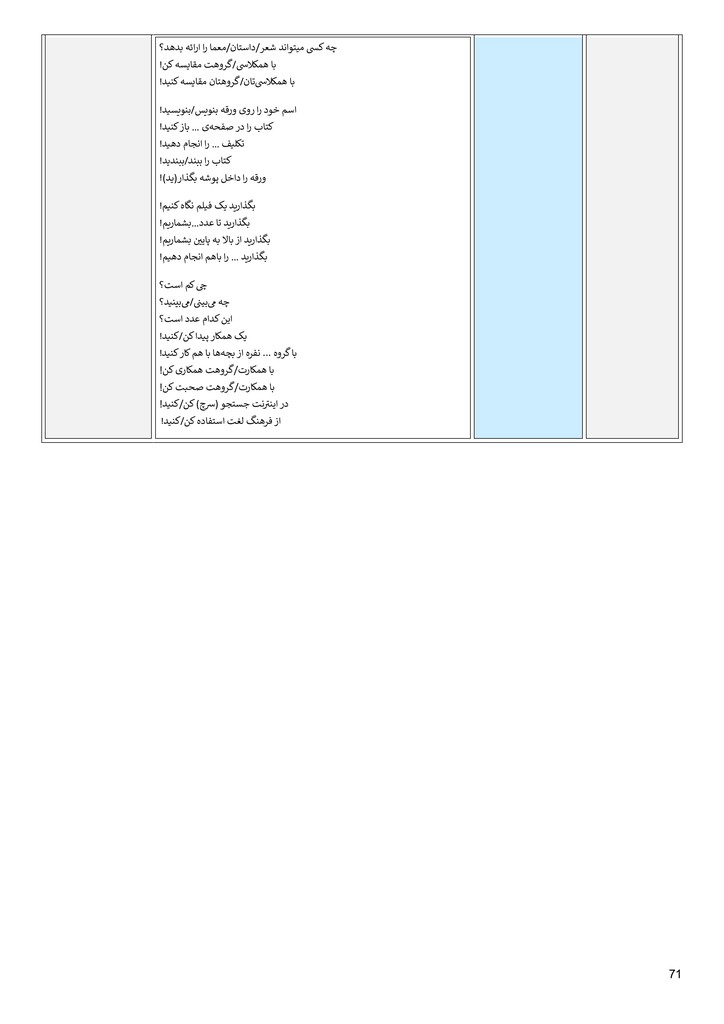 چه کسی میتواند شعر/داستان/معما را ارائه بدهد؟
با همکلاسی/گروهت مقایسه کن!
با همکلاسی‌تان/گروهتان مقایسه کنید!
اسم خود را روی ورقه بنویس/بنویسید!
کتاب را در صفحه‌ی ... باز کنید!
تکلیف ... را انجام دهید!
کتاب را ببند/ببندید!
ورقه را داخل پوشه بگذار(ید)!
بگذارید یک فیلم نگاه کنیم!
بگذارید تا عدد...بشماریم!
بگذارید از بالا به پایین بشماریم!
بگذارید ... را باهم انجام دهیم!
چی کم است؟
چه می‌بینی/می‌بینید؟
این کدام عدد است؟
یک همکار پیدا کن/کنید!
با گروه ... نفره از بچه‌ها با هم کار کنید!
با همکارت/گروهت همکاری کن!
با همکارت/گروهت صحبت کن!
در اینترنت جستجو (سرچ) کن/کنید!
از فرهنگ لغت استفاده کن/کنید!
71